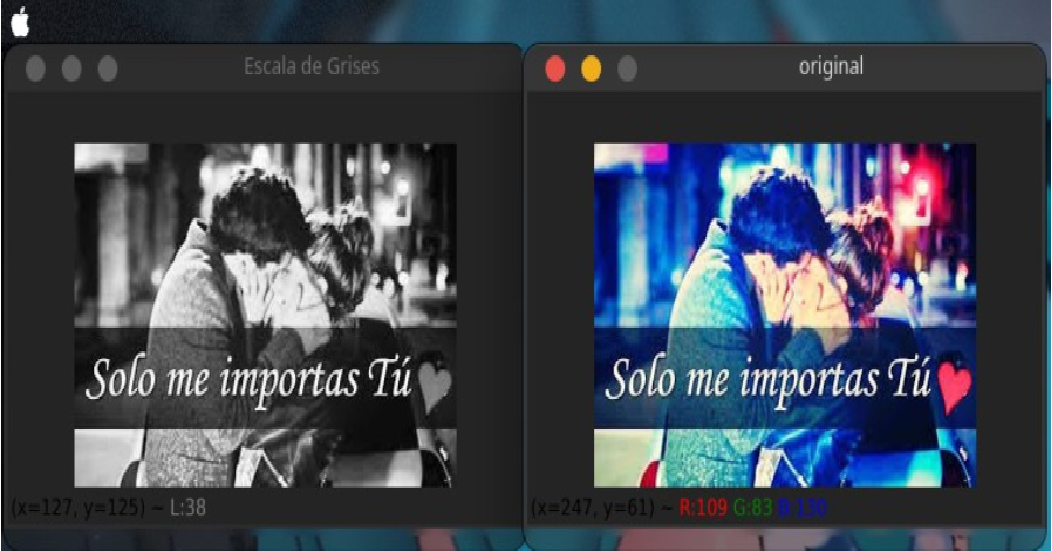 Escala de Grises
original
Solo me importas Tú
Solo me importas Tú
(x=127, y=125) ~ L:38
(x=247, y=61) ~ R:109 G:83 B:130